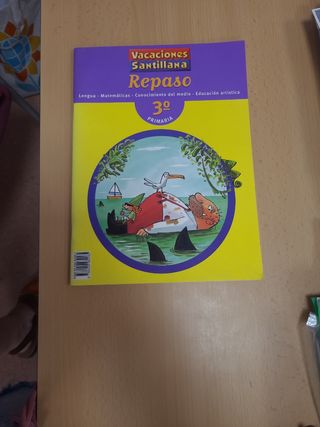 Vacaciones
Santillana
Repaso
Lengua - Matemáticas - Conocimiento del medio - Educación artística
3º
PRIMARIA